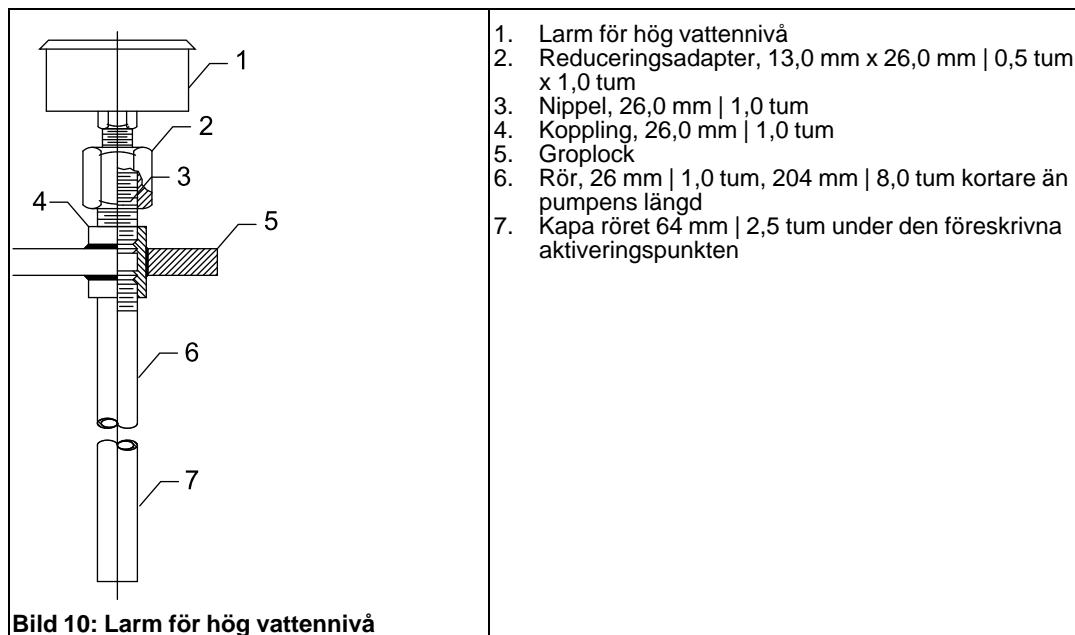 1
2
3
4
5
6
7
Bild 10: Larm för hög vattennivå
1. Larm för hög vattennivå
2. Reduceringsadapter, 13,0 mm x 26,0 mm | 0,5 tum
x 1,0 tum
3. Nippel, 26,0 mm | 1,0 tum
4. Koppling, 26,0 mm | 1,0 tum
5. Groplock
6. Rör, 26 mm | 1,0 tum, 204 mm | 8,0 tum kortare än
pumpens längd
7. Kapa röret 64 mm | 2,5 tum under den föreskrivna
aktiveringspunkten